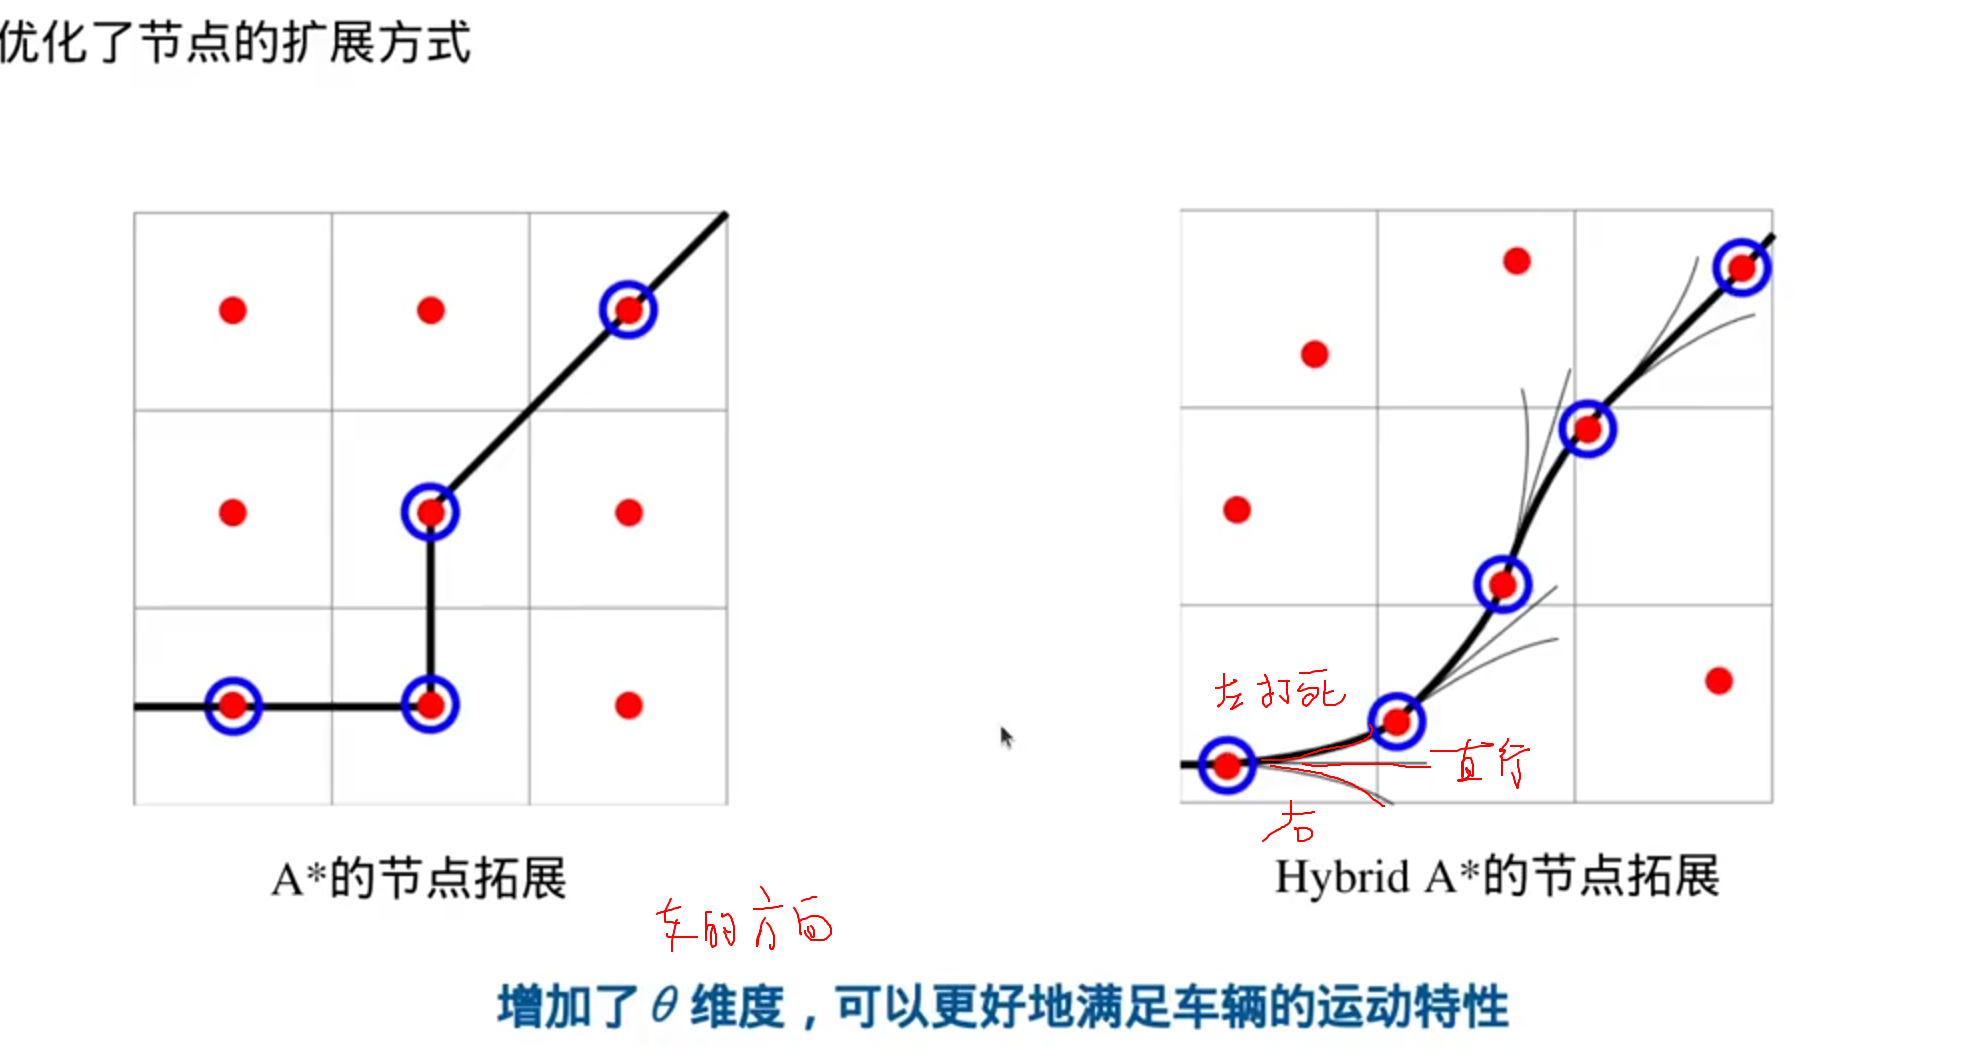 优化了节点的扩展方式
左打死
直行
右
A*的节点拓展
Hybrid A*的节点拓展
车的方向
增加了 θ 维度，可以更好地满足车辆的运动特性